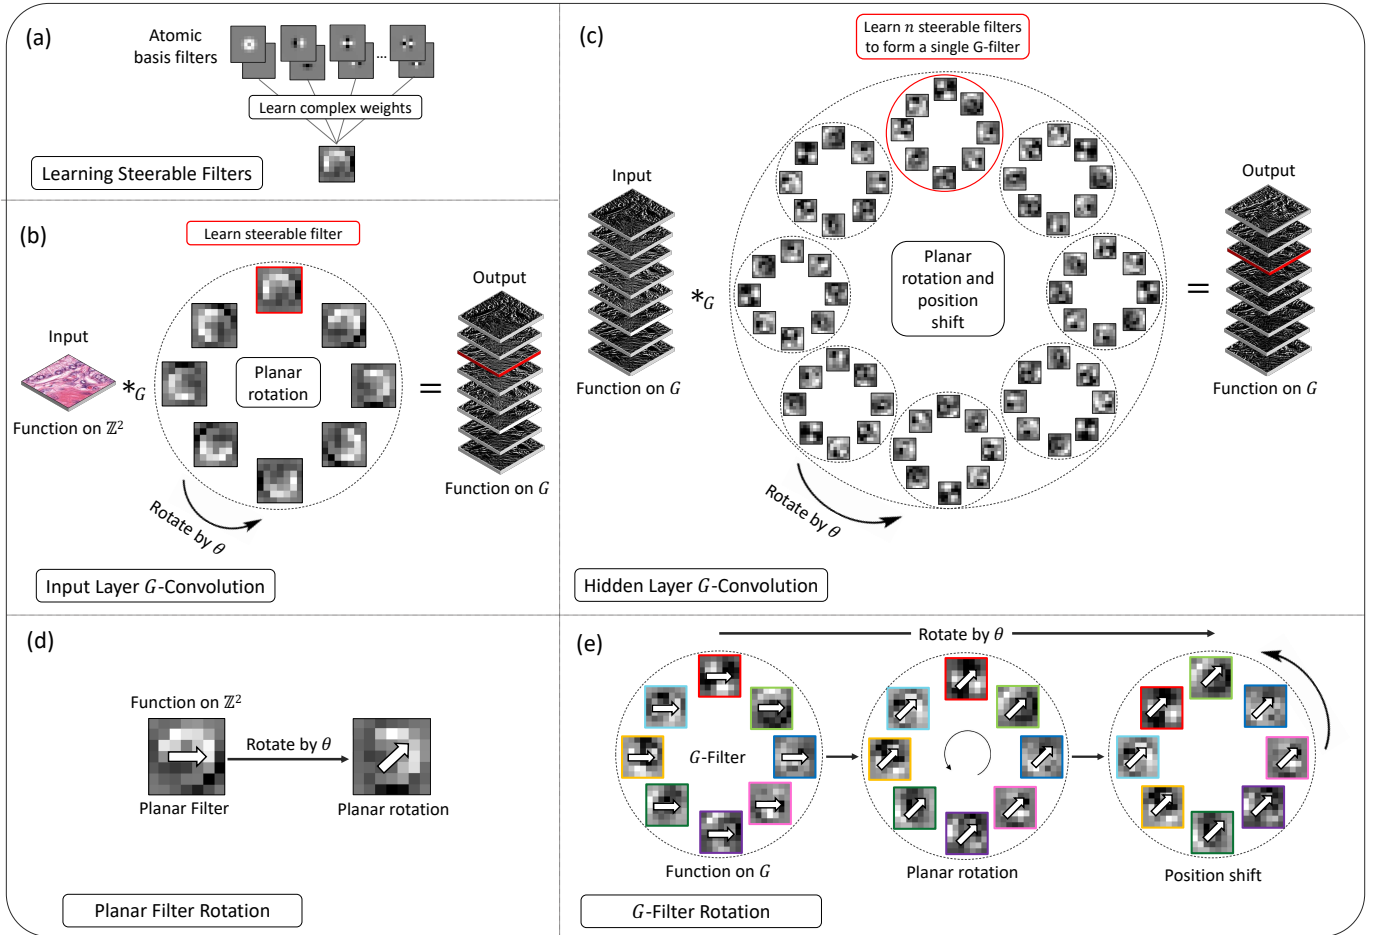 (a)
Atomic
basis filters
...
Learn complex weights
Learning Steerable Filters
(b)
Learn steerable filter
Output
Input
Planar
rotation
*G
=
Function on ℤ²
Function on G
Rotate by θ
Input Layer G-Convolution
(c)
Learn n steerable filters
to form a single G-filter
Input
Output
Planar
rotation and
position
shift
*G
=
Function on G
Function on G
Rotate by θ
Hidden Layer G-Convolution
(d)
Function on ℤ²
Rotate by θ
Planar Filter
Planar rotation
Planar Filter Rotation
(e)
Rotate by θ
G-Filter
Function on G
Planar rotation
Position shift
G-Filter Rotation